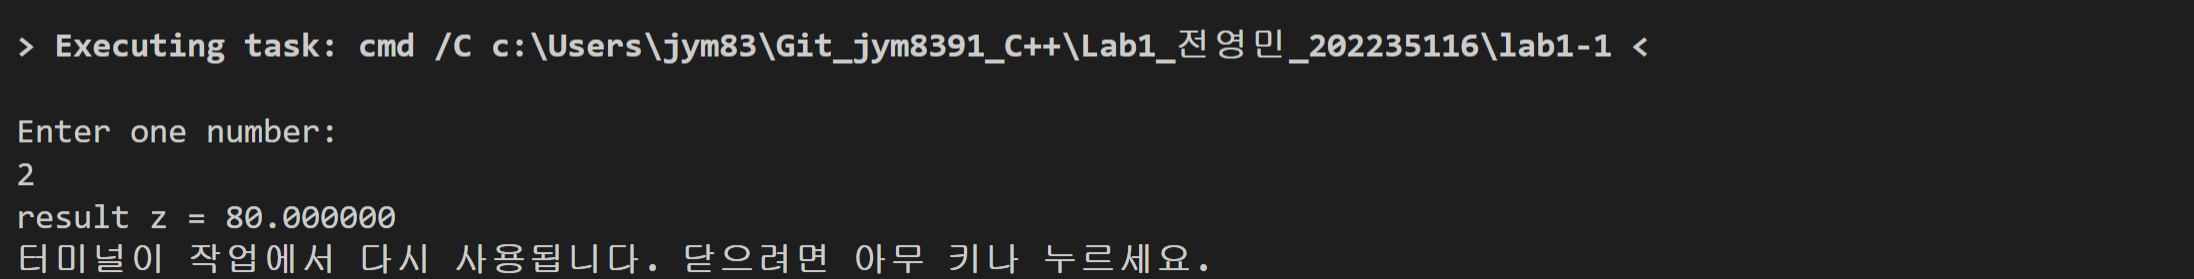 > Executing task: cmd /C c:\Users\jym83\Git_jym8391_C++\Lab1_전영민_202235116\lab1-1 <
Enter one number:
2
result z = 80.000000
터미널이 작업에서 다시 사용됩니다. 닫으려면 아무 키나 누르세요.